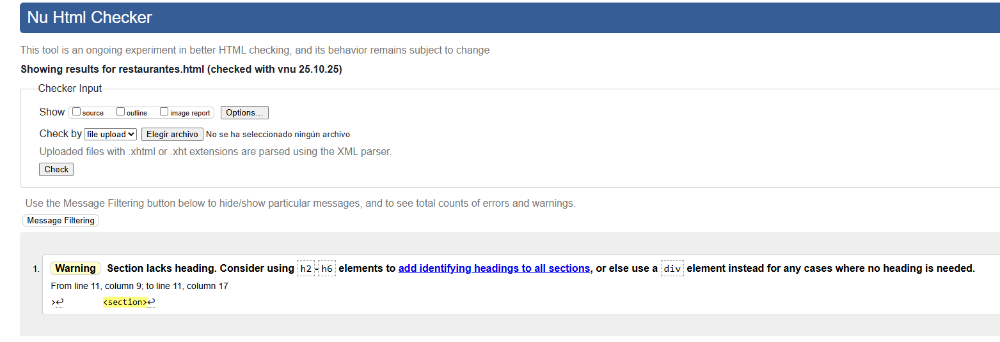 Nu Html Checker
This tool is an ongoing experiment in better HTML checking, and its behavior remains subject to change
Showing results for restaurantes.html (checked with vnu 25.10.25)
Checker Input
Show source outline image report Options...
Check by file upload Elegir archivo No se ha seleccionado ningún archivo
Uploaded files with .xhtml or .xht extensions are parsed using the XML parser.
Check
Use the Message Filtering button below to hide/show particular messages, and to see total counts of errors and warnings.
Message Filtering
1. Warning Section lacks heading. Consider using h2-h6 elements to add identifying headings to all sections, or else use a div element instead for any cases where no heading is needed.
From line 11, column 9; to line 11, column 17
>↩ <section>↩